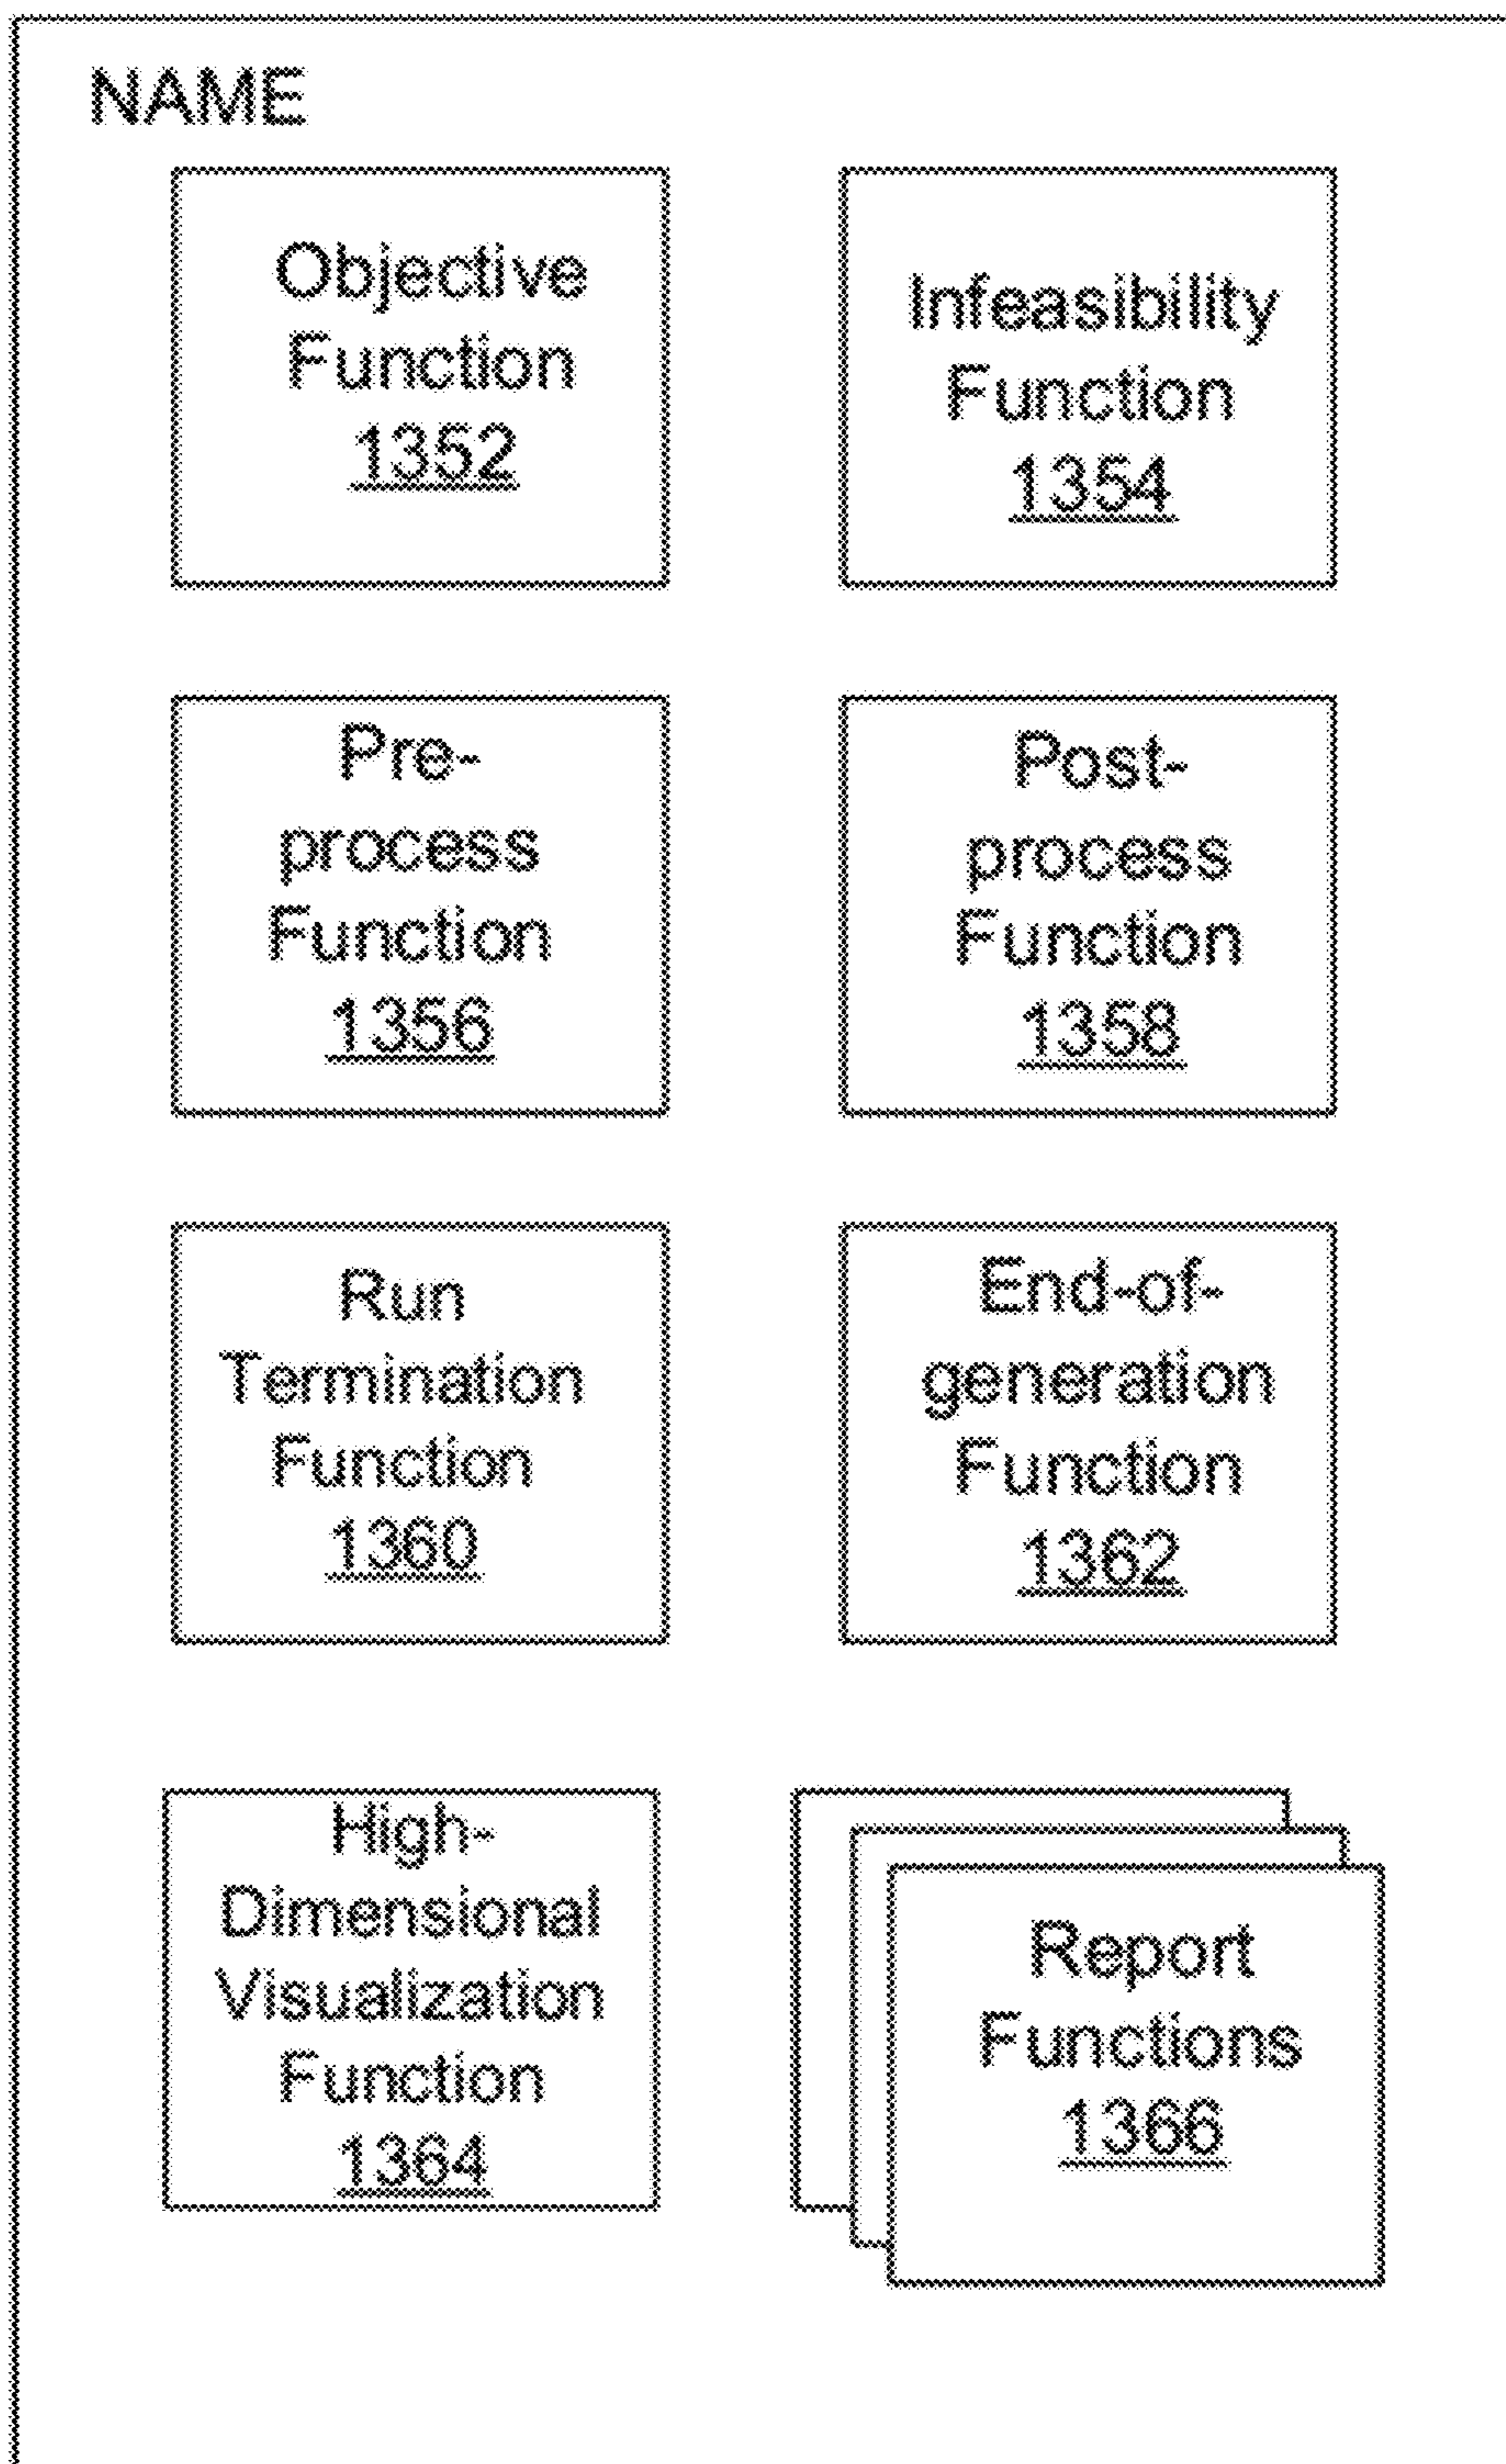 NAME
Objective
Function
1352
Infeasibility
Function
1354
Pre-
process
Function
1356
Post-
process
Function
1358
Run
Termination
Function
1360
End-of-
generation
Function
1362
High-
Dimensional
Visualization
Function
1364
Report
Functions
1366